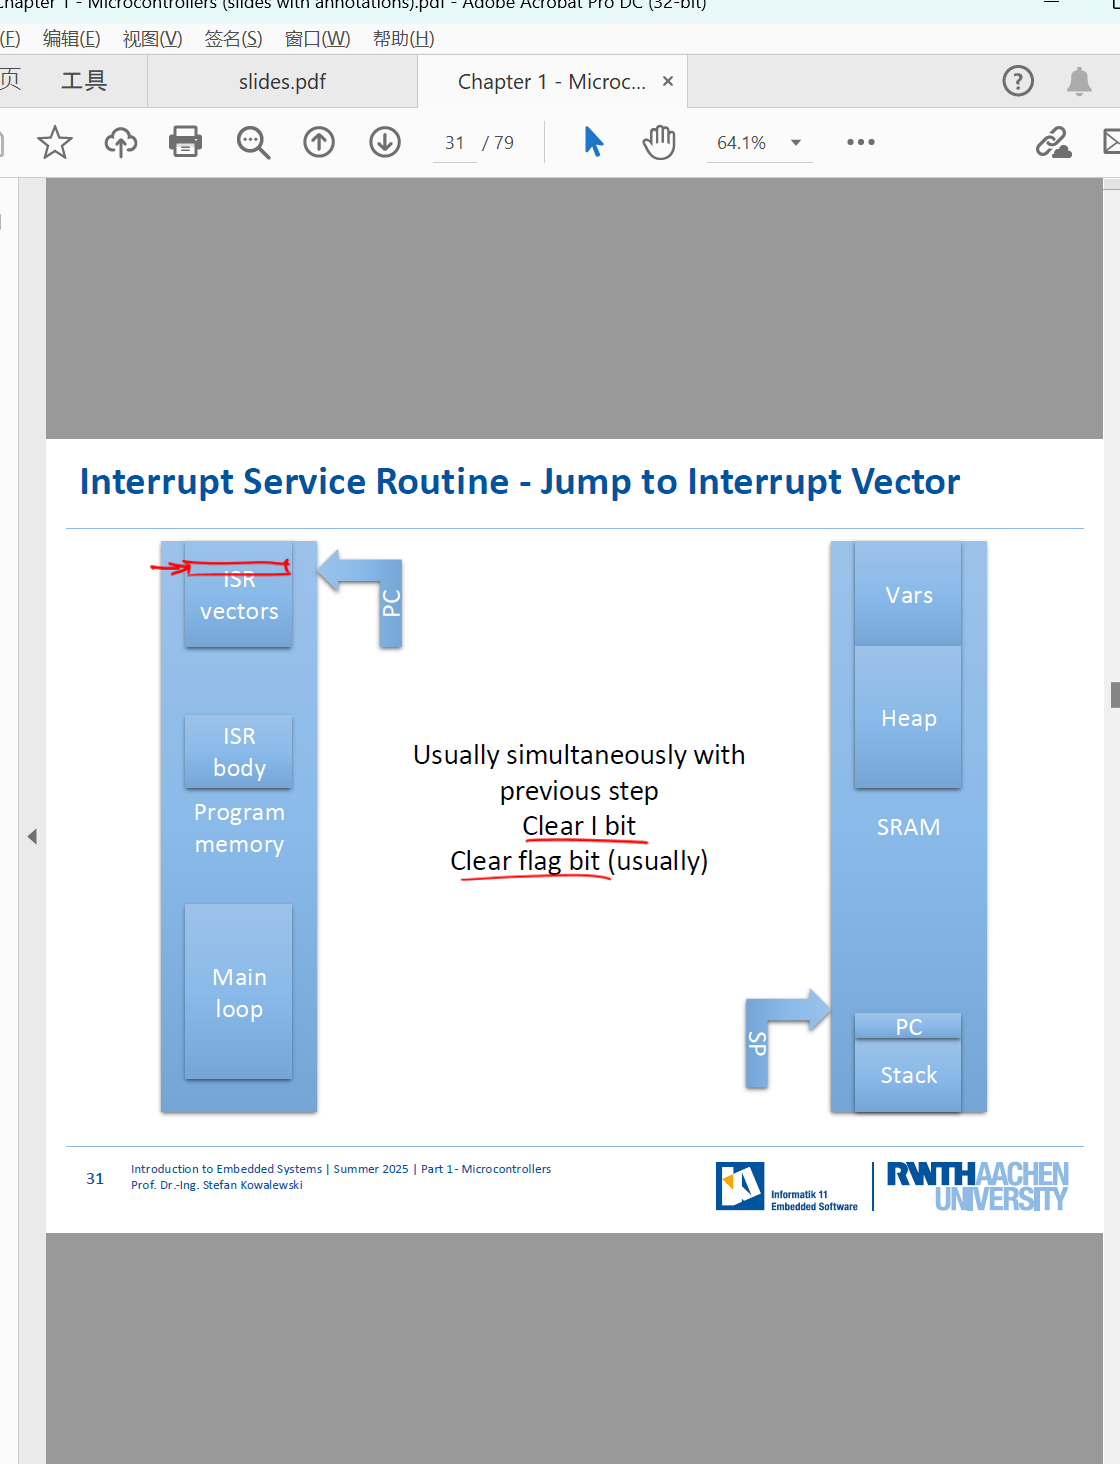 Chapter 1 - Microcontrollers (slides with annotations).pdf - Adobe Acrobat Pro DC (32-bit)
(F) 编辑(E) 视图(V) 签名(S) 窗口(W) 帮助(H)
页 工具 slides.pdf Chapter 1 - Microc... ×
31 / 79 64.1%
Interrupt Service Routine - Jump to Interrupt Vector
ISR
vectors
PC
ISR
body
Program
memory
Main
loop
Usually simultaneously with
previous step
Clear I bit
Clear flag bit (usually)
Vars
Heap
SRAM
SP
PC
Stack
31
Introduction to Embedded Systems | Summer 2025 | Part 1- Microcontrollers
Prof. Dr.-Ing. Stefan Kowalewski
Informatik 11
Embedded Software
RWTHAACHEN
UNIVERSITY